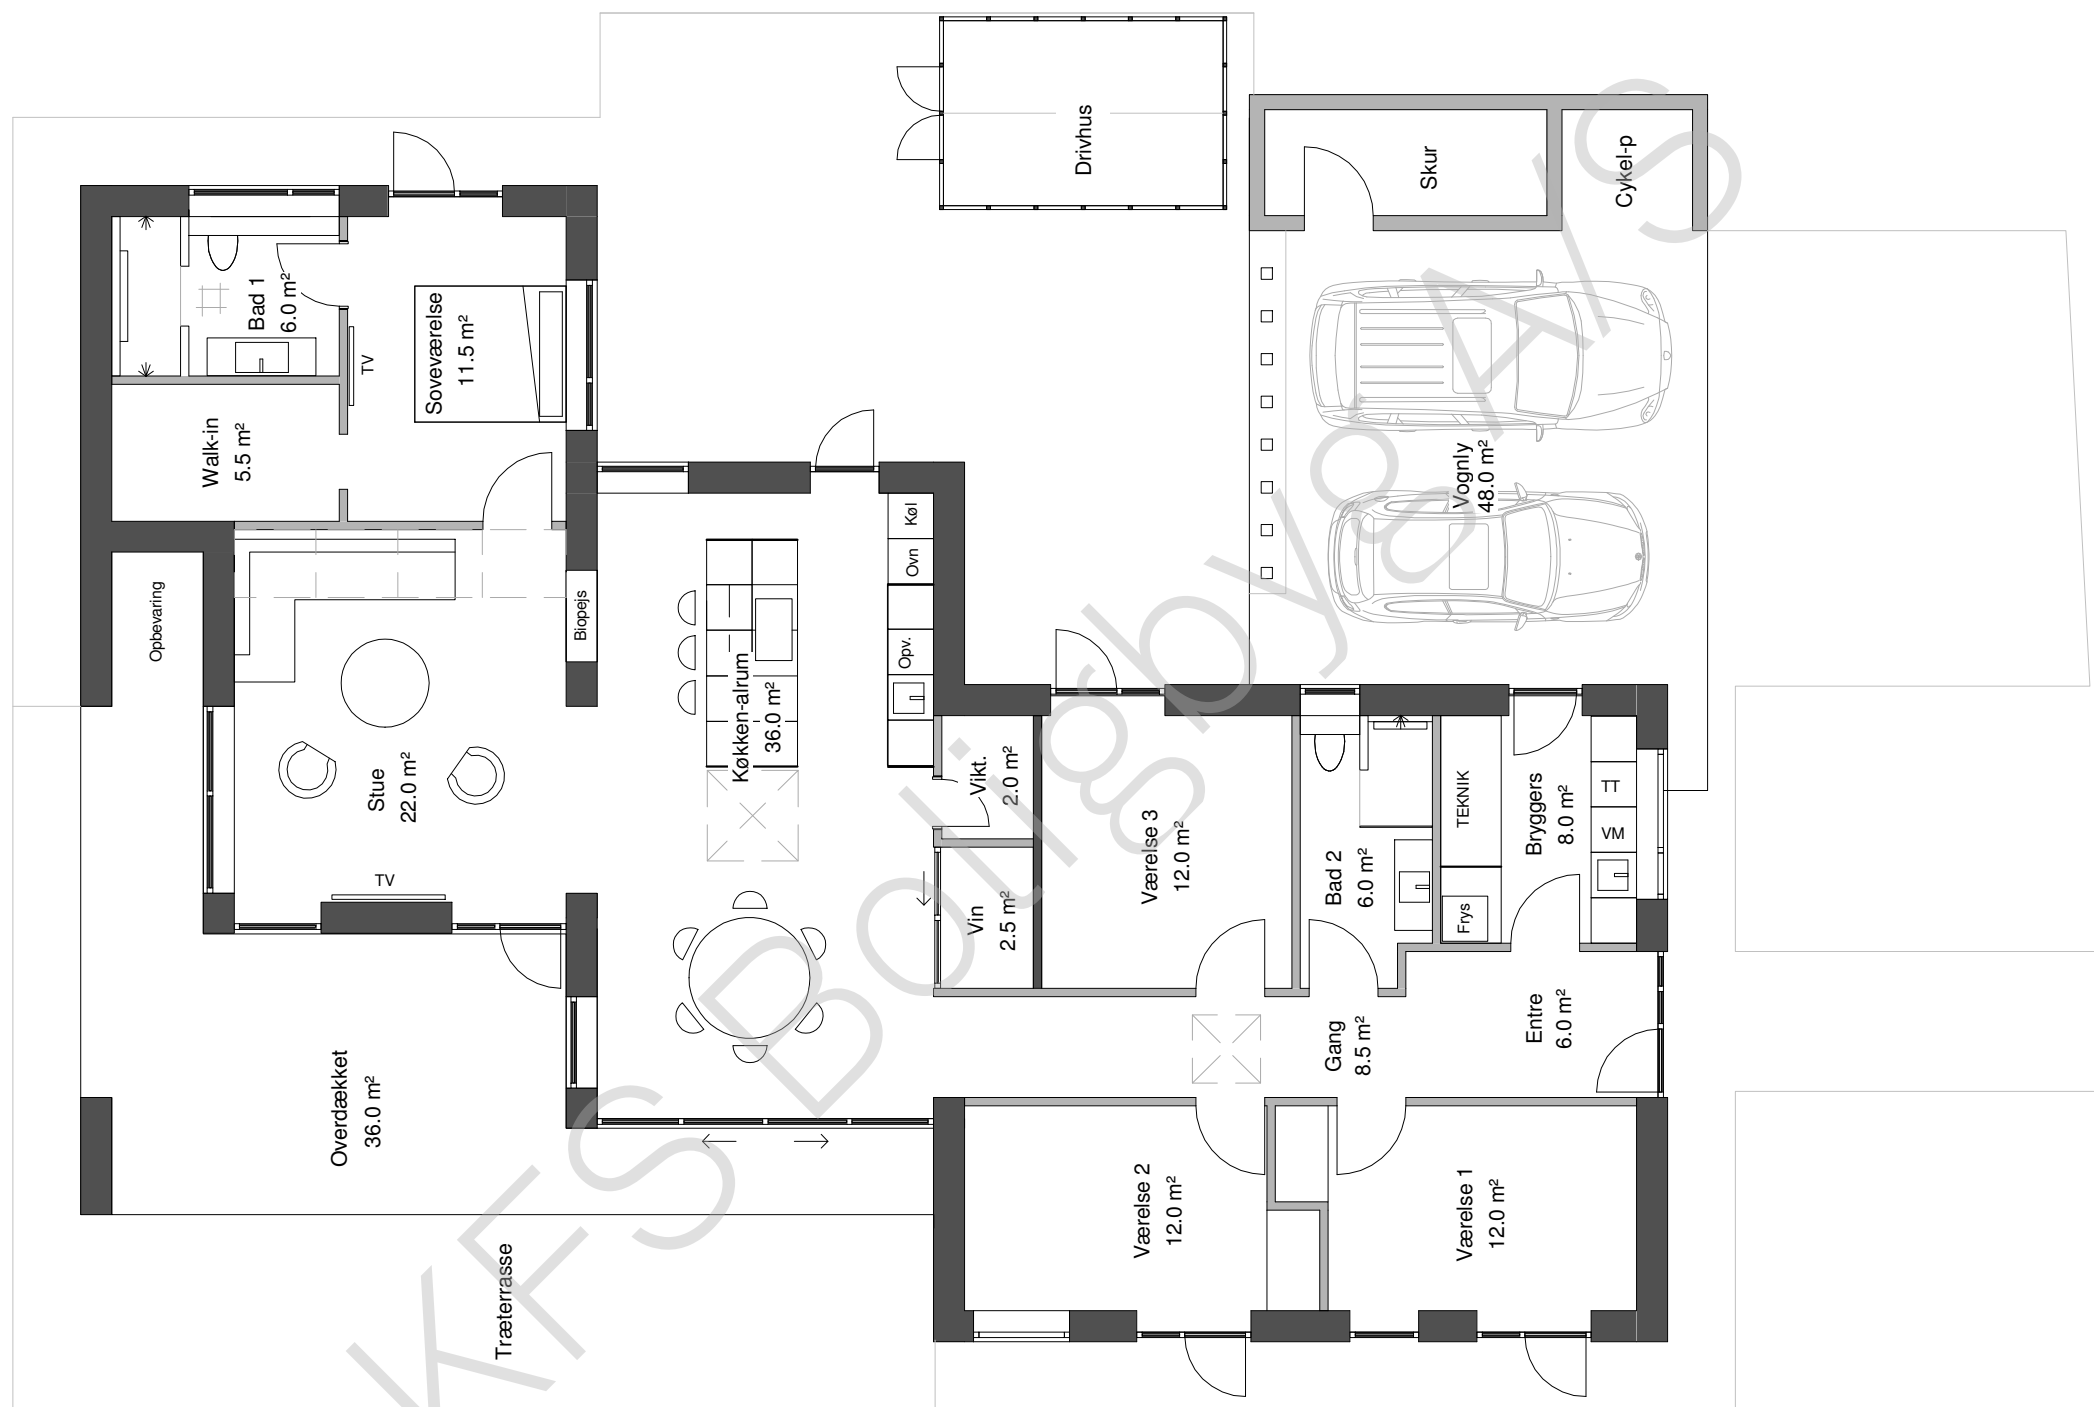 Drivhus
Skur
Cykel-p
Bad 1
6.0 m²
Soveværelse
11.5 m²
TV
Walk-in
5.5 m²
Vognly
48.0 m²
Køl
Ovn
Opv.
Opbevaring
Biopejs
Køkken-alrum
36.0 m²
Stue
22.0 m²
TV
Vikt.
2.0 m²
Vin
2.5 m²
Værelse 3
12.0 m²
Bad 2
6.0 m²
TEKNIK
Frys
Bryggers
8.0 m²
TT
VM
Entre
6.0 m²
Gang
8.5 m²
Overdækket
36.0 m²
Værelse 2
12.0 m²
Værelse 1
12.0 m²
Træterrasse
KFS Boligbyg A/S